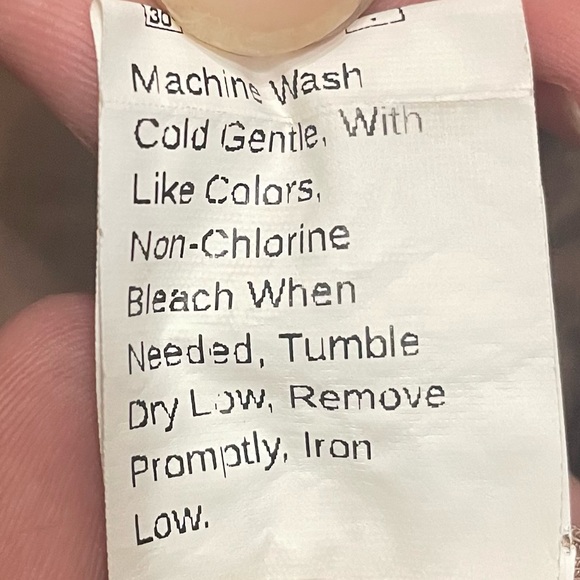 30
Machine Wash
Cold Gentle, With
Like Colors,
Non-Chlorine
Bleach When
Needed, Tumble
Dry Low, Remove
Promptly, Iron
Low.